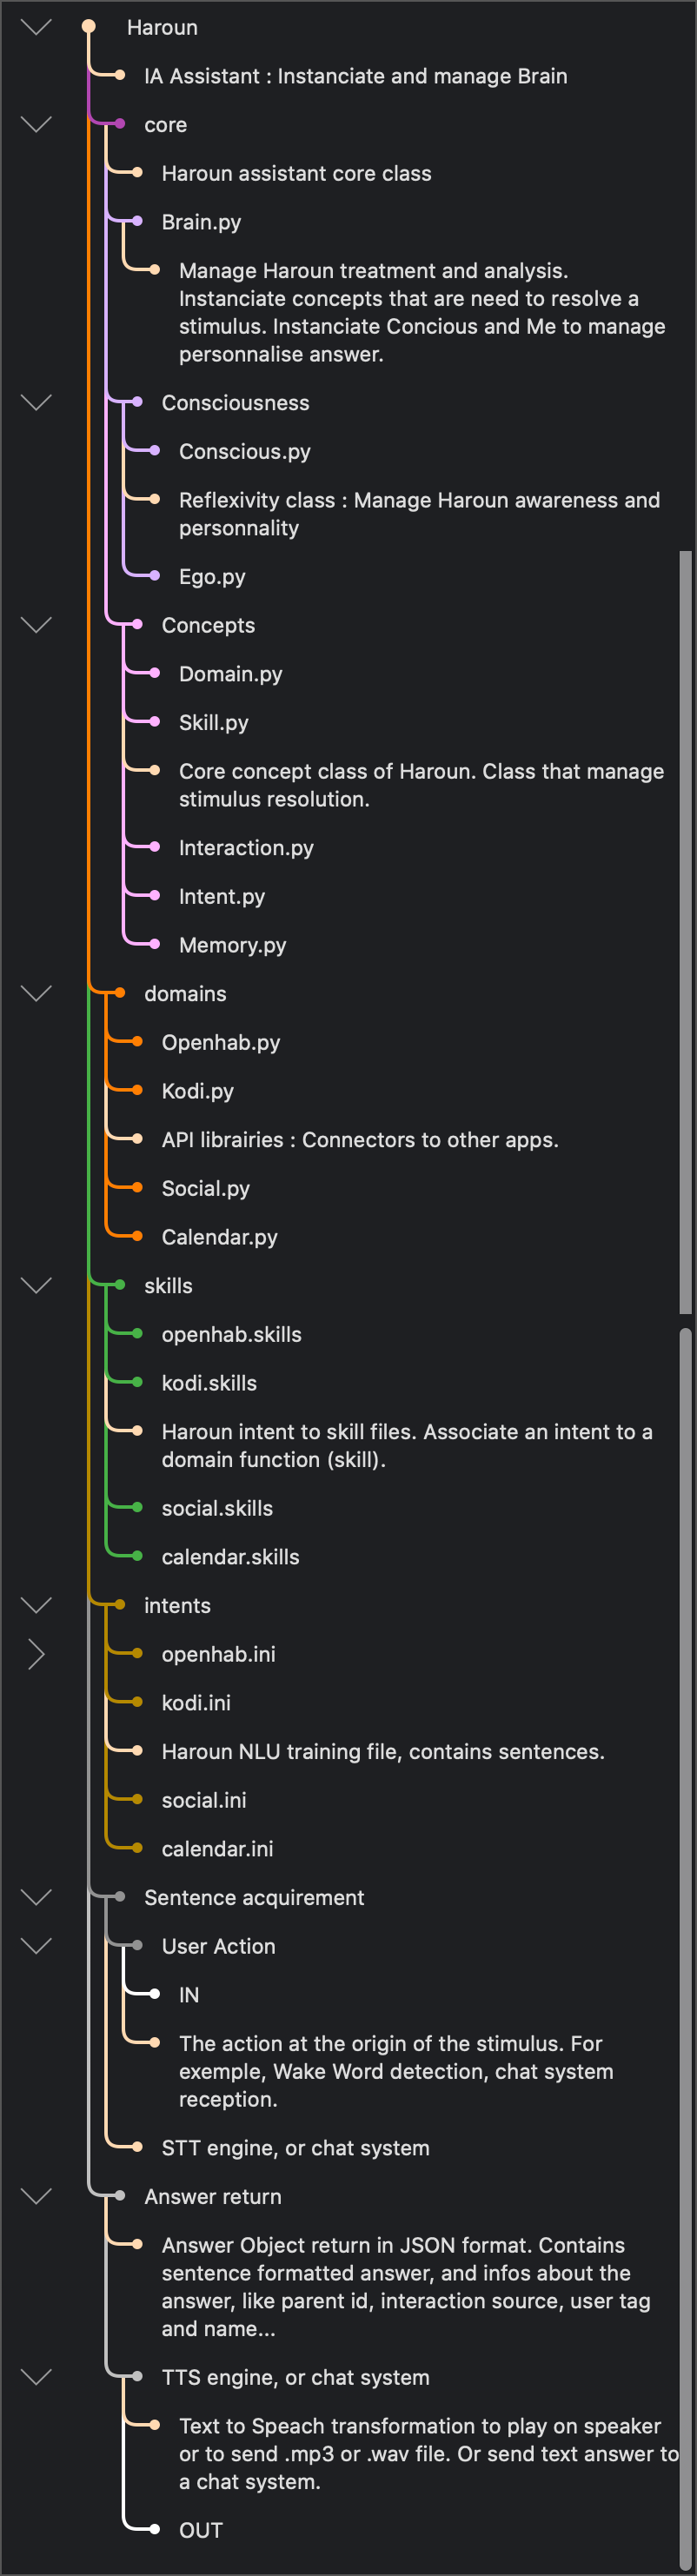 Haroun
IA Assistant : Instanciate and manage Brain
core
Haroun assistant core class
Brain.py
Manage Haroun treatment and analysis.
Instanciate concepts that are need to resolve a
stimulus. Instanciate Concious and Me to manage
personnalise answer.
Consciousness
Conscious.py
Reflexivity class : Manage Haroun awareness and
personnality
Ego.py
Concepts
Domain.py
Skill.py
Core concept class of Haroun. Class that manage
stimulus resolution.
Interaction.py
Intent.py
Memory.py
domains
Openhab.py
Kodi.py
API librairies : Connectors to other apps.
Social.py
Calendar.py
skills
openhab.skills
kodi.skills
Haroun intent to skill files. Associate an intent to a
domain function (skill).
social.skills
calendar.skills
intents
openhab.ini
kodi.ini
Haroun NLU training file, contains sentences.
social.ini
calendar.ini
Sentence acquirement
User Action
IN
The action at the origin of the stimulus. For
exemple, Wake Word detection, chat system
reception.
STT engine, or chat system
Answer return
Answer Object return in JSON format. Contains
sentence formatted answer, and infos about the
answer, like parent id, interaction source, user tag
and name...
TTS engine, or chat system
Text to Speach transformation to play on speaker
or to send .mp3 or .wav file. Or send text answer to
a chat system.
OUT